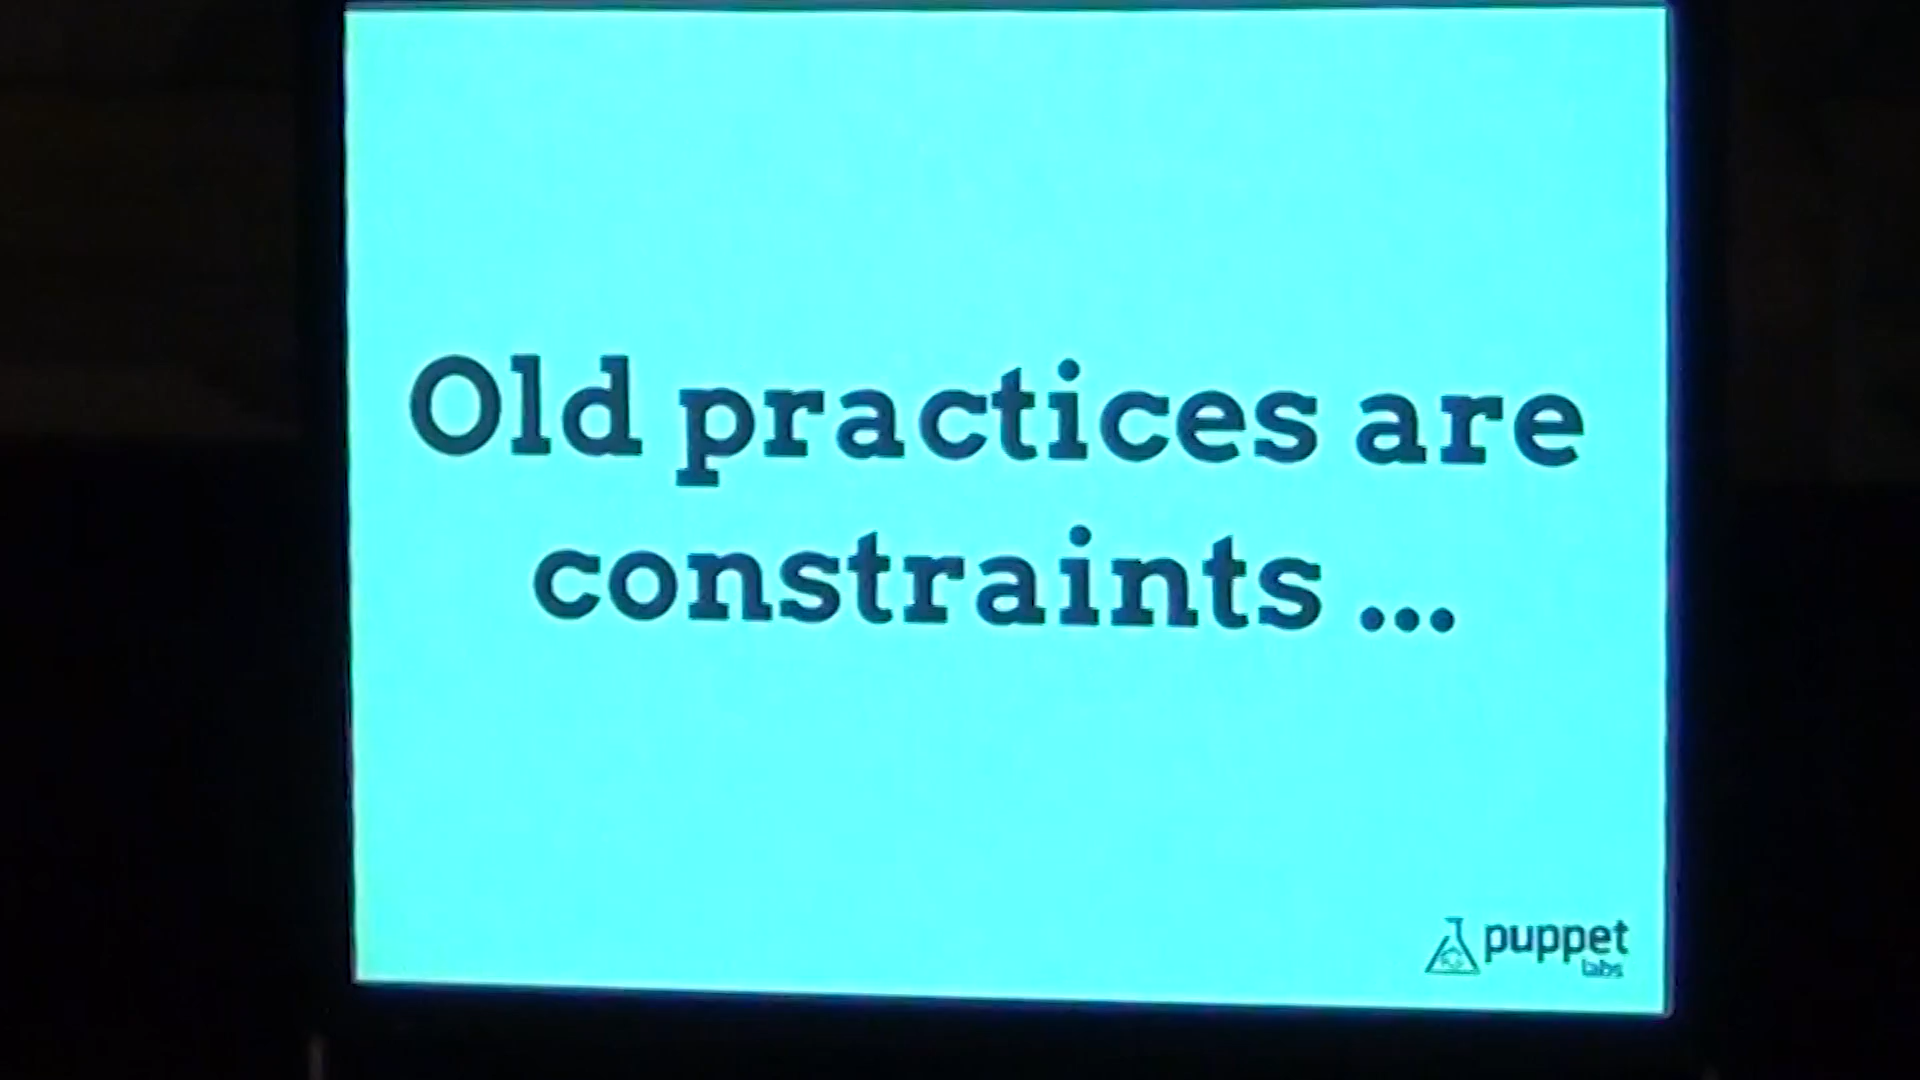 Old practices are
constraints ...
puppet
labs